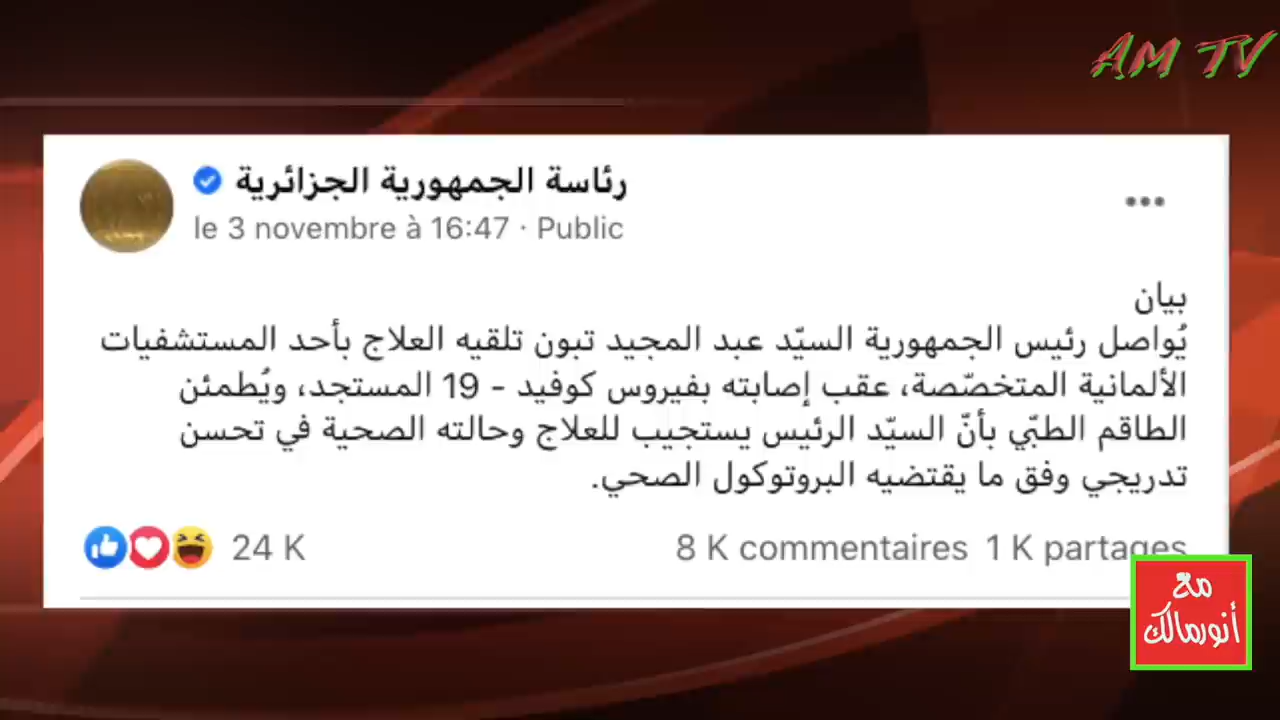 AM TV
رئاسة الجمهورية الجزائرية
le 3 novembre à 16:47 · Public
بيان
يُواصل رئيس الجمهورية السيّد عبد المجيد تبون تلقيه العلاج بأحد المستشفيات
الألمانية المتخصّصة، عقب إصابته بفيروس كوفيد - 19 المستجد، ويُطمئن
الطاقم الطبّي بأنّ السيّد الرئيس يستجيب للعلاج وحالته الصحية في تحسن
تدريجي وفق ما يقتضيه البروتوكول الصحي.
24 K
8 K commentaires 1 K partages
مع
أنورمالك